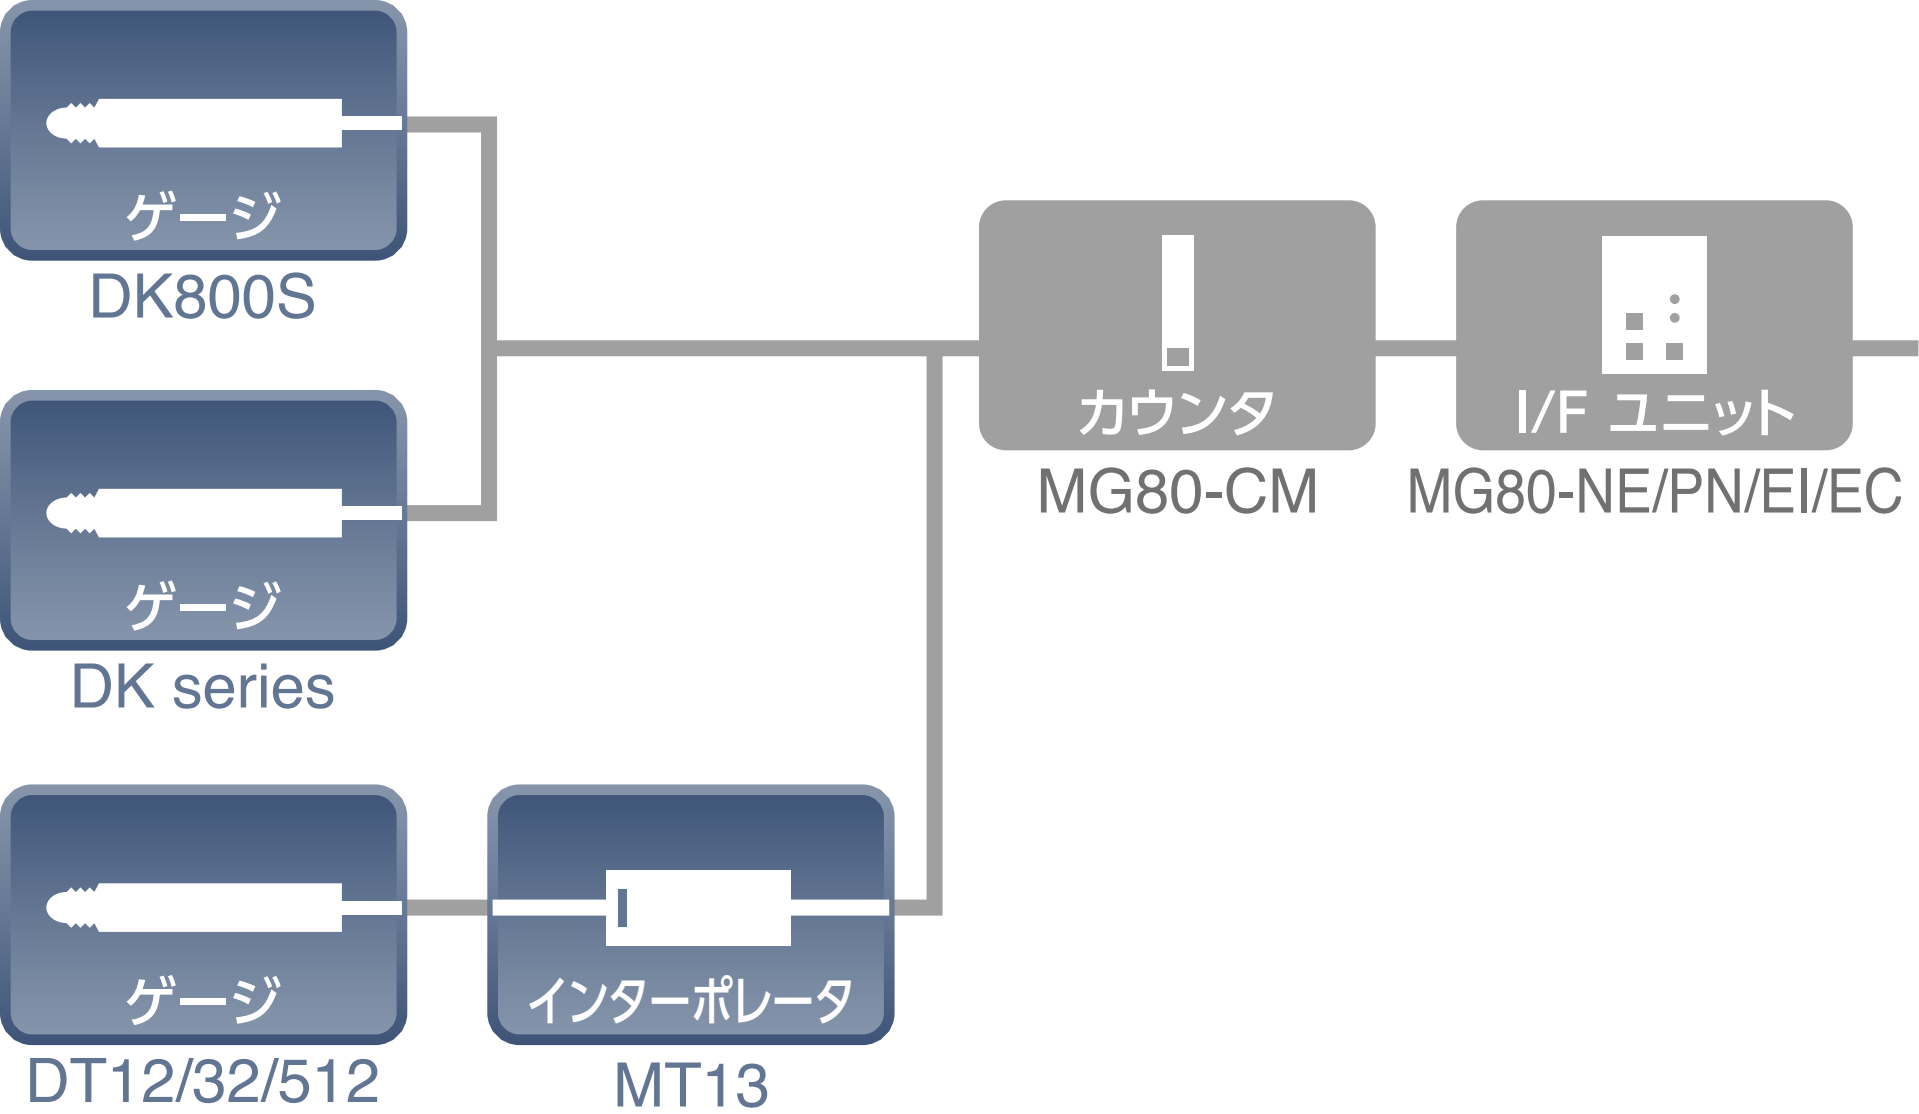 ゲージ
DK800S
カウンタ
MG80-CM
I/F ユニット
MG80-NE/PN/EI/EC
ゲージ
DK series
ゲージ
DT12/32/512
インターポレータ
MT13